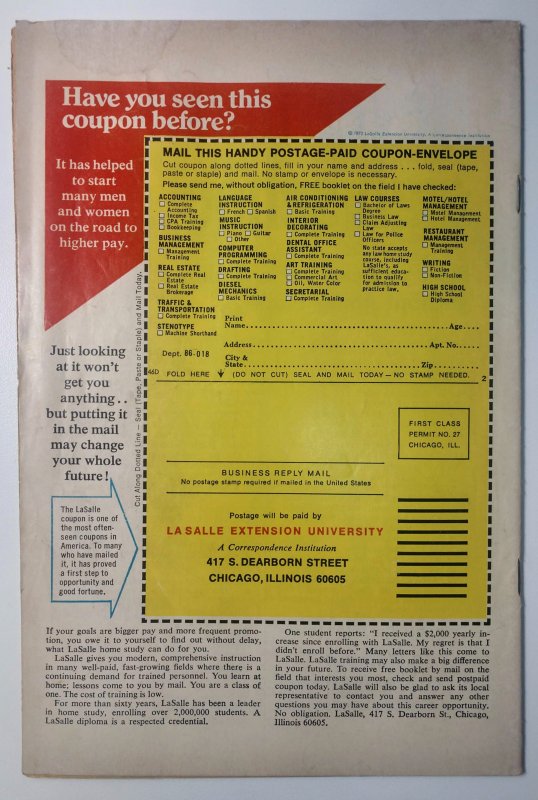 Have you seen this
coupon before?
© 1973 LaSalle Extension University, A Correspondence Institution
It has helped
to start
many men
and women
on the road to
higher pay.
Just looking
at it won't
get you
anything . .
but putting it
in the mail
may change
your whole
future!
The LaSalle
coupon is one of
the most often-
seen coupons in
America. To many
who have mailed
it, it has proved
a first step to
opportunity and
good fortune.
Cut Along Dotted Line — Seal (Tape, Paste or Staple) and Mail Today.
MAIL THIS HANDY POSTAGE-PAID COUPON-ENVELOPE
Cut coupon along dotted lines, fill in your name and address . . . fold, seal (tape,
paste or staple) and mail. No stamp or envelope is necessary.
Please send me, without obligation, FREE booklet on the field I have checked:
ACCOUNTING
Complete
Accounting
Income Tax
CPA Training
Bookkeeping
BUSINESS
MANAGEMENT
Management
Training
REAL ESTATE
Complete Real
Estate
Real Estate
Brokerage
TRAFFIC &
TRANSPORTATION
Complete Training
STENOTYPE
Machine Shorthand
LANGUAGE
INSTRUCTION
French Spanish
MUSIC
INSTRUCTION
Piano Guitar
Other
COMPUTER
PROGRAMMING
Complete Training
DRAFTING
Complete Training
DIESEL
MECHANICS
Basic Training
AIR CONDITIONING
& REFRIGERATION
Basic Training
INTERIOR
DECORATING
Complete Training
DENTAL OFFICE
ASSISTANT
Complete Training
ART TRAINING
Complete Training
Commercial Art
Oil, Water Color
SECRETARIAL
Complete Training
LAW COURSES
Bachelor of Laws
Degree
Business Law
Claim Adjusting
Law
Law for Police
Officers
No state accepts
any law home study
course, including
LaSalle's, as
sufficient educa-
tion to qualify
for admission to
practice law.
MOTEL/HOTEL
MANAGEMENT
Motel Management
Hotel Management
RESTAURANT
MANAGEMENT
Management
Training
WRITING
Fiction
Non-Fiction
HIGH SCHOOL
High School
Diploma
Print
Name Age
Address Apt. No.
Dept. 86-018
City &
State Zip
46D FOLD HERE ↓ (DO NOT CUT) SEAL AND MAIL TODAY — NO STAMP NEEDED. 2
FIRST CLASS
PERMIT NO. 27
CHICAGO, ILL.
BUSINESS REPLY MAIL
No postage stamp required if mailed in the United States
Postage will be paid by
LA SALLE EXTENSION UNIVERSITY
A Correspondence Institution
417 S. DEARBORN STREET
CHICAGO, ILLINOIS 60605
If your goals are bigger pay and more frequent promo-
tion, you owe it to yourself to find out without delay,
what LaSalle home study can do for you.
LaSalle gives you modern, comprehensive instruction
in many well-paid, fast-growing fields where there is a
continuing demand for trained personnel. You learn at
home; lessons come to you by mail. You are a class of
one. The cost of training is low.
For more than sixty years, LaSalle has been a leader
in home study, enrolling over 2,000,000 students. A
LaSalle diploma is a respected credential.
One student reports: "I received a $2,000 yearly in-
crease since enrolling with LaSalle. My regret is that I
didn't enroll before." Many letters like this come to
LaSalle. LaSalle training may also make a big difference
in your future. To receive free booklet by mail on the
field that interests you most, check and send postpaid
coupon today. LaSalle will also be glad to ask its local
representative to contact you and answer any other
questions you may have about this career opportunity.
No obligation. LaSalle, 417 S. Dearborn St., Chicago,
Illinois 60605.